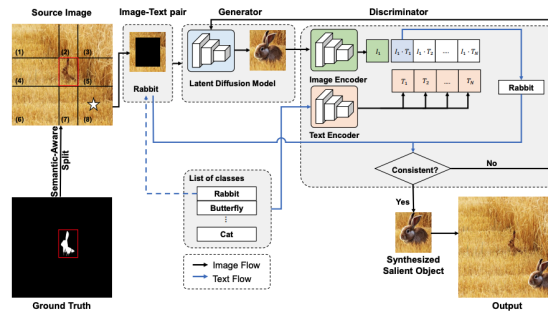 Source Image
Image-Text pair
Generator
Discriminator
(1)
(2)
(3)
(4)
(5)
(6)
(7)
(8)
Rabbit
Latent Diffusion Model
Image Encoder
Text Encoder
I₁
I₁ · T₁
I₁ · T₂
....
I₁ · T_N
T₁
T₂
....
T_N
Rabbit
Semantic-Aware
Split
Consistent?
No
Yes
List of classes
Rabbit
Butterfly
⋮
Cat
Image Flow
Text Flow
Synthesized
Salient Object
Ground Truth
Output